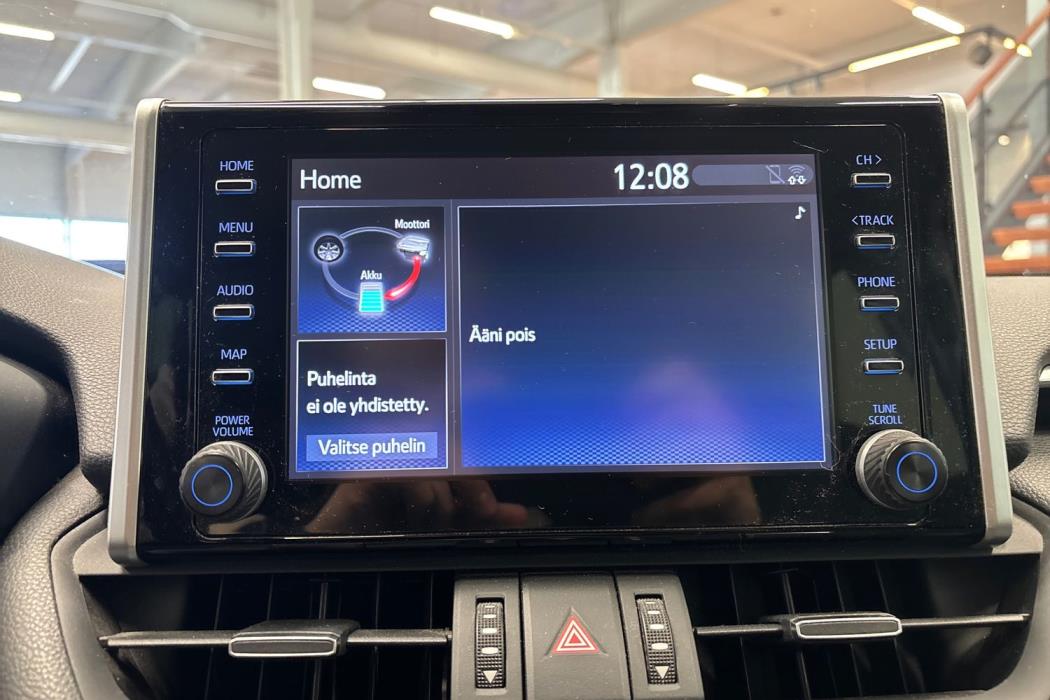 HOME
MENU
AUDIO
MAP
POWER
VOLUME
Home
12:08
Moottori
Akku
Puhelinta
ei ole yhdistetty.
Valitse puhelin
Ääni pois
CH >
< TRACK
PHONE
SETUP
TUNE
SCROLL